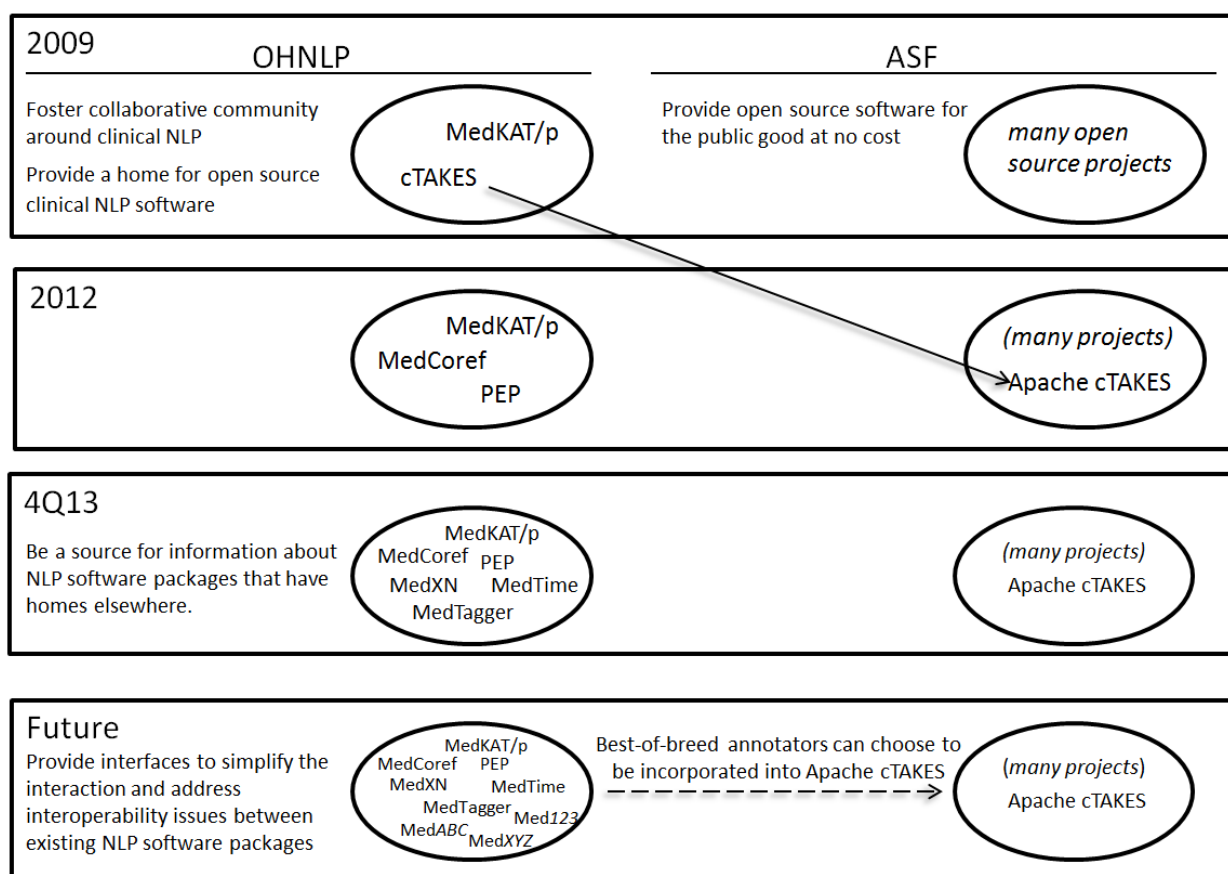 2009
OHNLP
ASF
Foster collaborative community
around clinical NLP
Provide a home for open source
clinical NLP software
MedKAT/p
cTAKES
Provide open source software for
the public good at no cost
many open
source projects
2012
MedKAT/p
MedCoref
PEP
(many projects)
Apache cTAKES
4Q13
Be a source for information about
NLP software packages that have
homes elsewhere.
MedKAT/p
MedCoref PEP
MedXN MedTime
MedTagger
(many projects)
Apache cTAKES
Future
Provide interfaces to simplify the
interaction and address
interoperability issues between
existing NLP software packages
MedKAT/p
MedCoref PEP
MedXN MedTime
MedTagger Med123
MedABC MedXYZ
Best-of-breed annotators can choose to
be incorporated into Apache cTAKES
(many projects)
Apache cTAKES